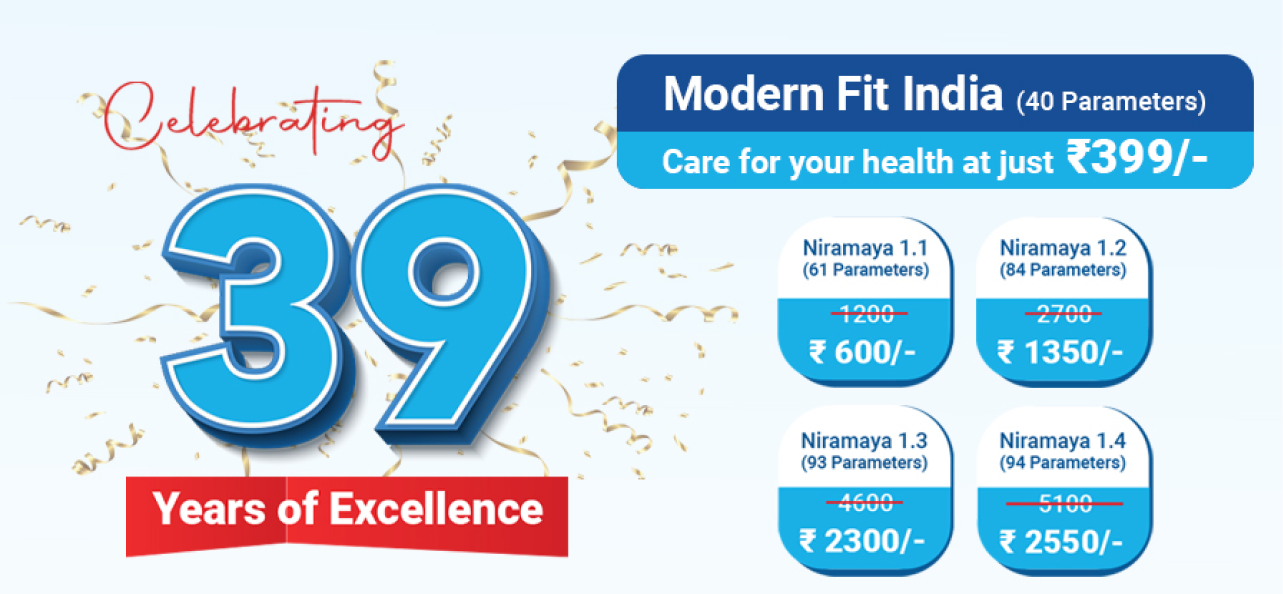 Celebrating
39
Years of Excellence
Modern Fit India (40 Parameters)
Care for your health at just ₹399/-
Niramaya 1.1
(61 Parameters)
1200
₹ 600/-
Niramaya 1.2
(84 Parameters)
2700
₹ 1350/-
Niramaya 1.3
(93 Parameters)
4600
₹ 2300/-
Niramaya 1.4
(94 Parameters)
5100
₹ 2550/-